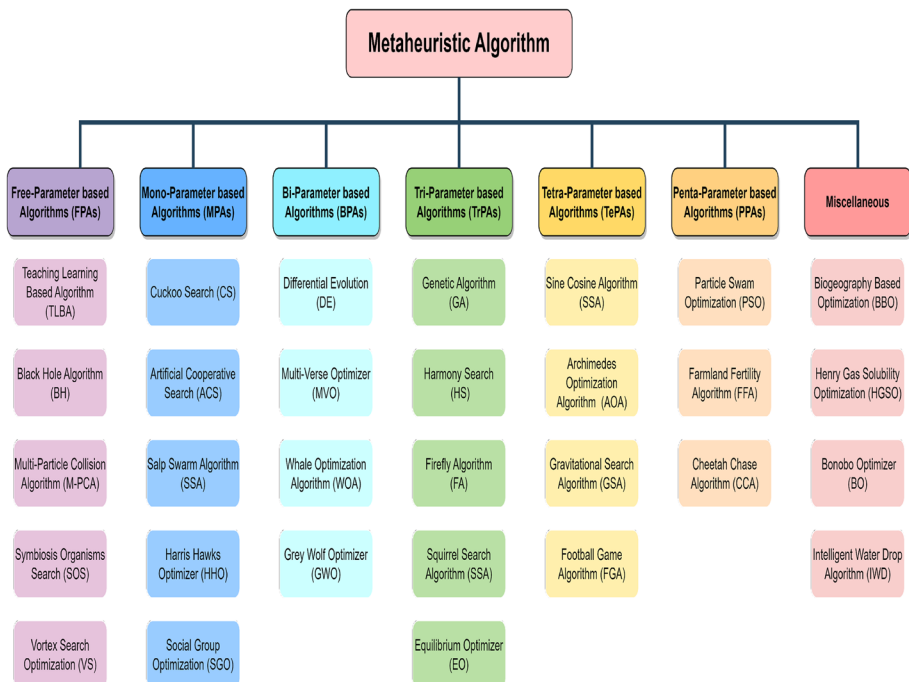 Metaheuristic Algorithm
Free-Parameter based
Algorithms (FPAs)
Mono-Parameter based
Algorithms (MPAs)
Bi-Parameter based
Algorithms (BPAs)
Tri-Parameter based
Algorithms (TrPAs)
Tetra-Parameter based
Algorithms (TePAs)
Penta-Parameter based
Algorithms (PPAs)
Miscellaneous
Teaching Learning
Based Algorithm
(TLBA)
Cuckoo Search (CS)
Differential Evolution
(DE)
Genetic Algorithm
(GA)
Sine Cosine Algorithm
(SSA)
Particle Swam
Optimization (PSO)
Biogeography Based
Optimization (BBO)
Black Hole Algorithm
(BH)
Artificial Cooperative
Search (ACS)
Multi-Verse Optimizer
(MVO)
Harmony Search
(HS)
Archimedes
Optimization
Algorithm (AOA)
Farmland Fertility
Algorithm (FFA)
Henry Gas Solubility
Optimization (HGSO)
Multi-Particle Collision
Algorithm (M-PCA)
Salp Swarm Algorithm
(SSA)
Whale Optimization
Algorithm (WOA)
Firefly Algorithm
(FA)
Gravitational Search
Algorithm (GSA)
Cheetah Chase
Algorithm (CCA)
Bonobo Optimizer
(BO)
Symbiosis Organisms
Search (SOS)
Harris Hawks
Optimizer (HHO)
Grey Wolf Optimizer
(GWO)
Squirrel Search
Algorithm (SSA)
Football Game
Algorithm (FGA)
Intelligent Water Drop
Algorithm (IWD)
Vortex Search
Optimization (VS)
Social Group
Optimization (SGO)
Equilibrium Optimizer
(EO)